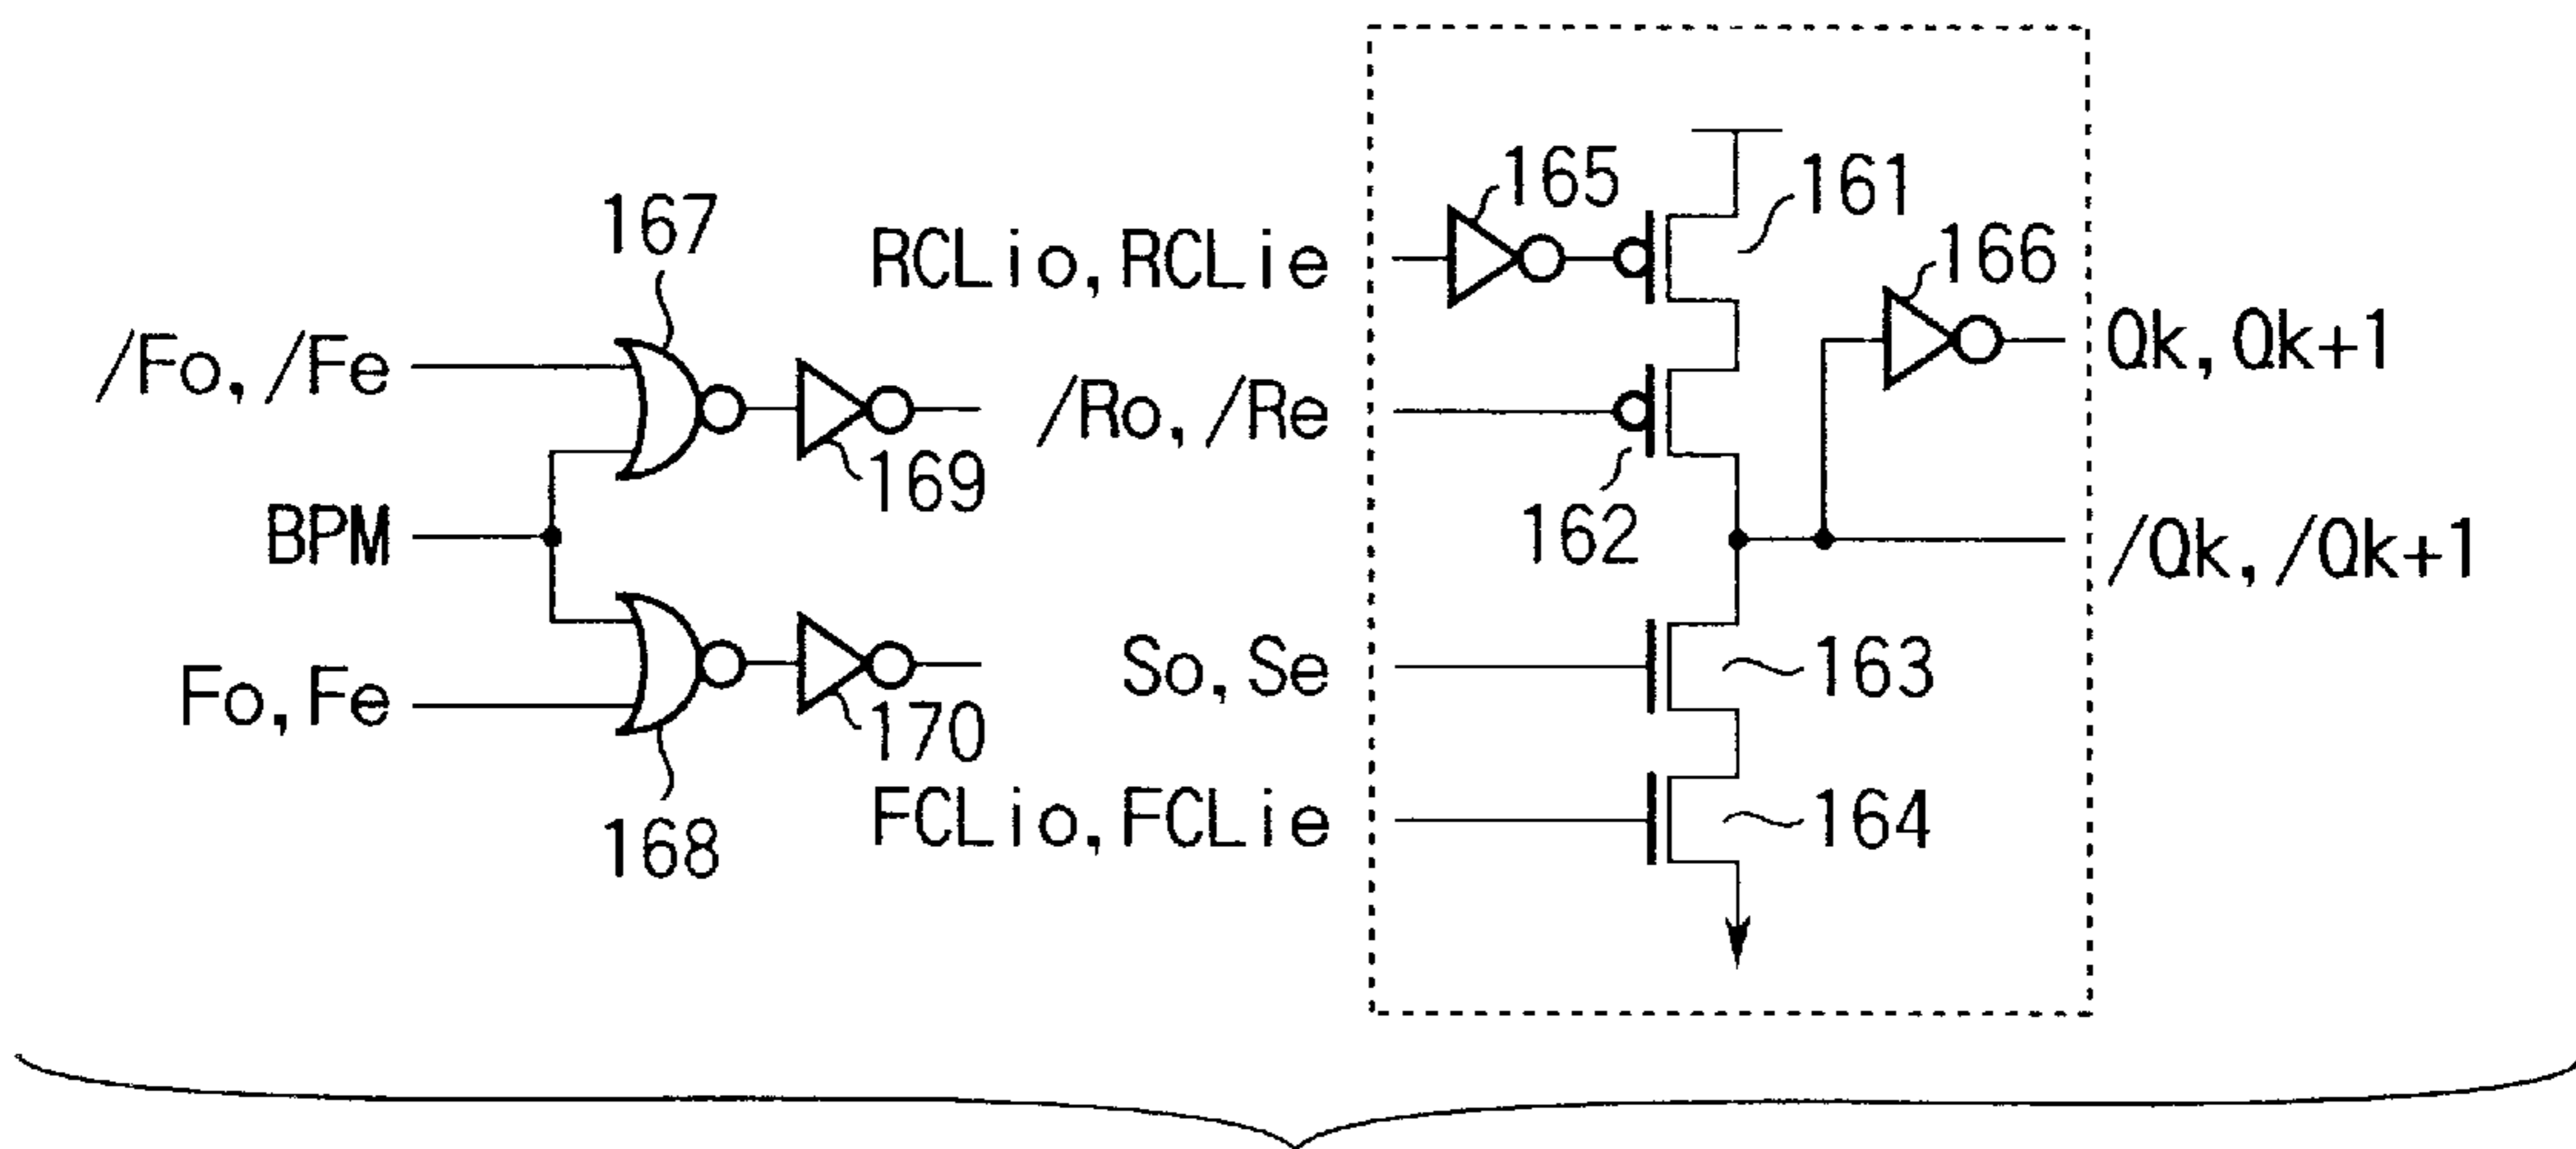 167
/Fo, /Fe
169
/Ro, /Re
BPM
Fo, Fe
170
So, Se
168
RCLio, RCLie
FCLio, FCLie
165
161
162
163
164
166
Qk, Qk+1
/Qk, /Qk+1